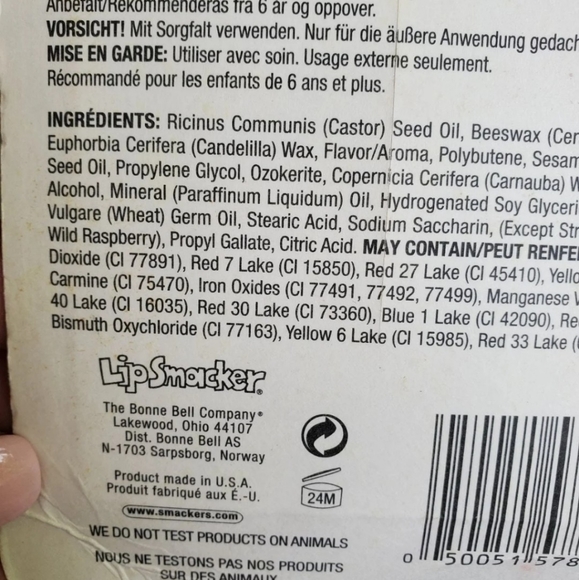 Anbefalt/Rekommenderas fra 6 år og oppover.
VORSICHT! Mit Sorgfalt verwenden. Nur für die äußere Anwendung gedach
MISE EN GARDE: Utiliser avec soin. Usage externe seulement.
Récommandé pour les enfants de 6 ans et plus.
INGRÉDIENTS: Ricinus Communis (Castor) Seed Oil, Beeswax (Cer
Euphorbia Cerifera (Candelilla) Wax, Flavor/Aroma, Polybutene, Sesam
Seed Oil, Propylene Glycol, Ozokerite, Copernicia Cerifera (Carnauba) W
Alcohol, Mineral (Paraffinum Liquidum) Oil, Hydrogenated Soy Glyceri
Vulgare (Wheat) Germ Oil, Stearic Acid, Sodium Saccharin, (Except Str
Wild Raspberry), Propyl Gallate, Citric Acid. MAY CONTAIN/PEUT RENFE
Dioxide (CI 77891), Red 7 Lake (CI 15850), Red 27 Lake (CI 45410), Yello
Carmine (CI 75470), Iron Oxides (CI 77491, 77492, 77499), Manganese V
40 Lake (CI 16035), Red 30 Lake (CI 73360), Blue 1 Lake (CI 42090), Re
Bismuth Oxychloride (CI 77163), Yellow 6 Lake (CI 15985), Red 33 Lake (
Lip Smacker®
The Bonne Bell Company®
Lakewood, Ohio 44107
Dist. Bonne Bell AS
N-1703 Sarpsborg, Norway
Product made in U.S.A.
Produit fabriqué aux É.-U.
www.smackers.com
24M
WE DO NOT TEST PRODUCTS ON ANIMALS
NOUS NE TESTONS PAS NOS PRODUITS
SUR DES ANIMAUX
0 50051 578